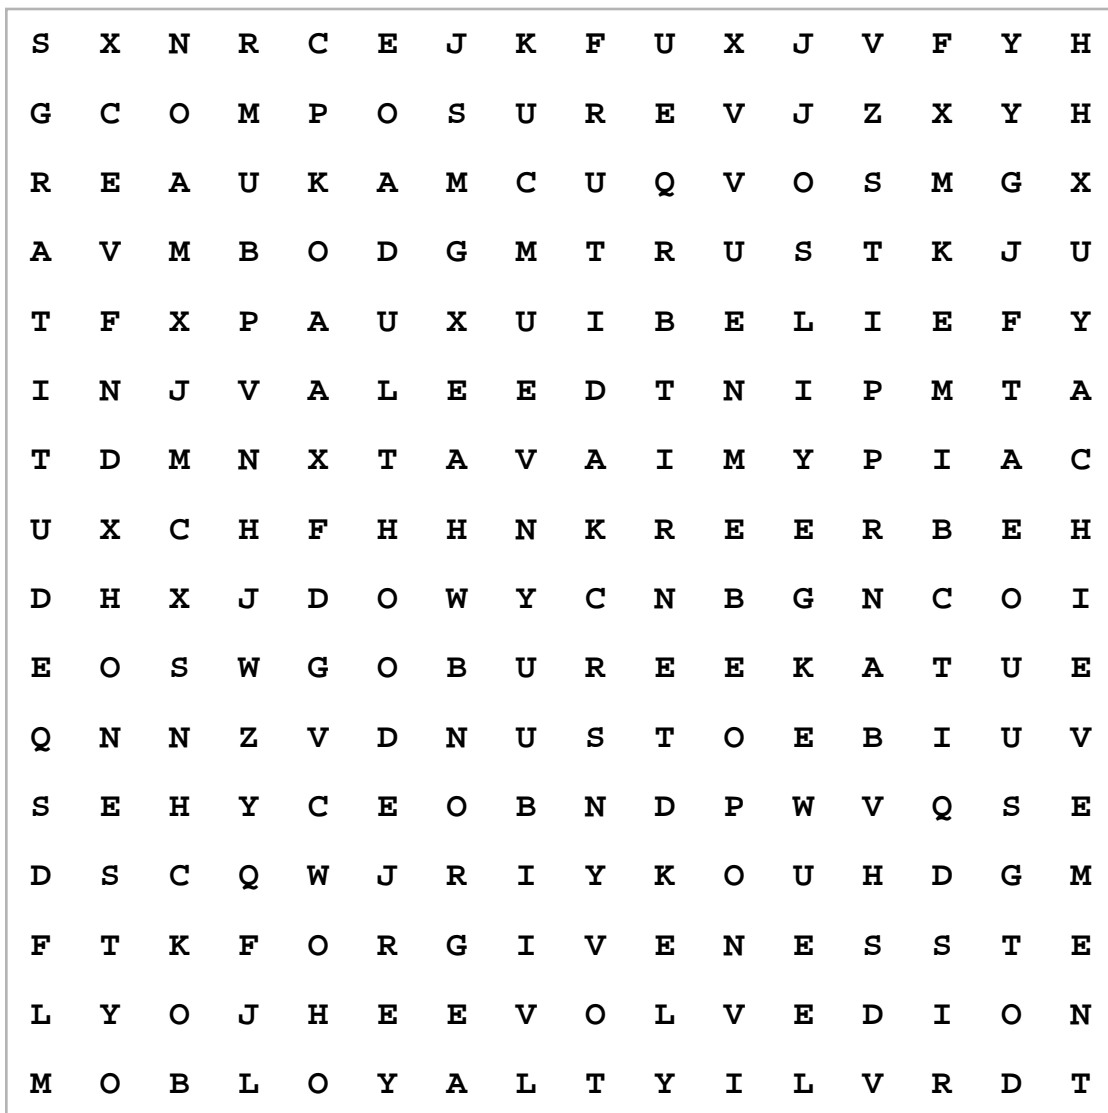 S X N R C E J K F U X J V F Y H
G C O M P O S U R E V J Z X Y H
R E A U K A M C U Q V O S M G X
A V M B O D G M T R U S T K J U
T F X P A U X U I B E L I E F Y
I N J V A L E E D T N I P M T A
T D M N X T A V A I M Y P I A C
U X C H F H H N K R E E R B E H
D H X J D O W Y C N B G N C O I
E O S W G O B U R E E K A T U E
Q N N Z V D N U S T O E B I U V
S E H Y C E O B N D P W V Q S E
D S C Q W J R I Y K O U H D G M
F T K F O R G I V E N E S S T E
L Y O J H E E V O L V E D I O N
M O B L O Y A L T Y I L V R D T